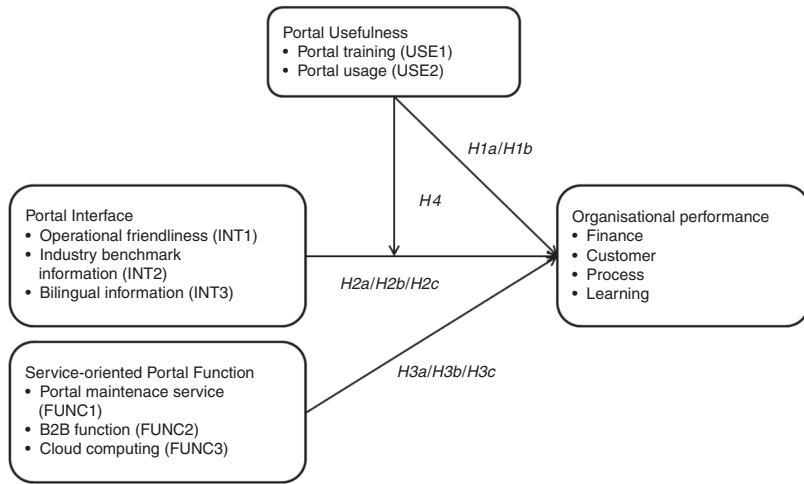 Portal Usefulness
• Portal training (USE1)
• Portal usage (USE2)
H1a/H1b
H4
Portal Interface
• Operational friendliness (INT1)
• Industry benchmark
information (INT2)
• Bilingual information (INT3)
H2a/H2b/H2c
Organisational performance
• Finance
• Customer
• Process
• Learning
Service-oriented Portal Function
• Portal maintenace service
(FUNC1)
• B2B function (FUNC2)
• Cloud computing (FUNC3)
H3a/H3b/H3c